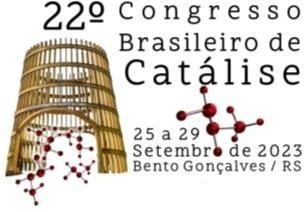 22º Congresso
Brasileiro de
Catálise
25 a 29
Setembro de 2023
Bento Gonçalves / RS